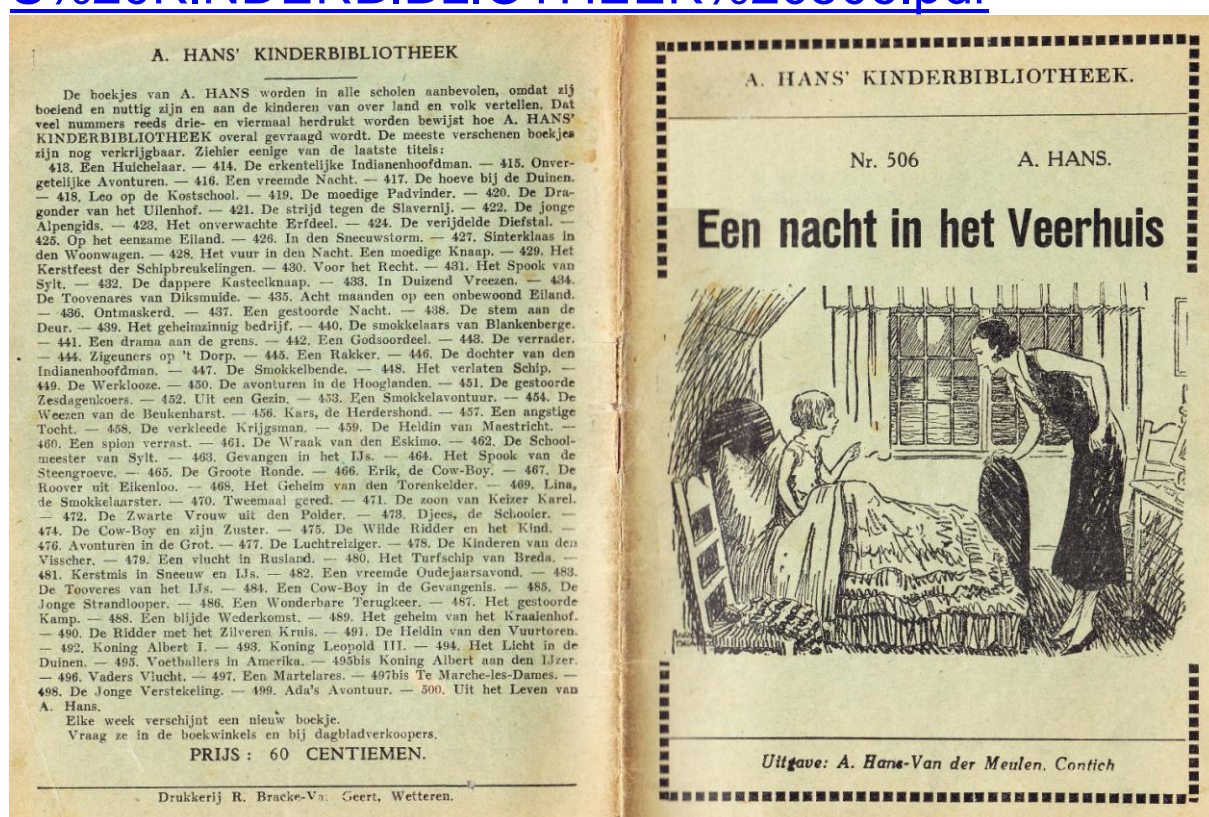 A. HANS' KINDERBIBLIOTHEEK
De boekjes van A. HANS worden in alle scholen aanbevolen, omdat zij
boeiend en nuttig zijn en aan de kinderen van over land en volk vertellen. Dat
veel nummers reeds drie- en viermaal herdrukt worden bewijst hoe A. HANS'
KINDERBIBLIOTHEEK overal gevraagd wordt. De meeste verschenen boekjes
zijn nog verkrijgbaar. Ziehier eenige van de laatste titels:
413. Een Huichelaar. — 414. De erkentelijke Indianenhoofdman. — 415. Onver-
getelijke Avonturen. — 416. Een vreemde Nacht. — 417. De hoeve bij de Duinen.
— 418. Leo op de Kostschool. — 419. De moedige Padvinder. — 420. De Dra-
gonder van het Uilenhof. — 421. De strijd tegen de Slavernij. — 422. De jonge
Alpengids. — 423. Het onverwachte Erfdeel. — 424. De verijdelde Diefstal. —
425. Op het eenzame Eiland. — 426. In den Sneeuwstorm. — 427. Sinterklaas in
den Woonwagen. — 428. Het vuur in den Nacht. Een moedige Knaap. — 429. Het
Kerstfeest der Schipbreukelingen. — 430. Voor het Recht. — 431. Het Spook van
Sylt. — 432. De dappere Kasteelknaap. — 433. In Duizend Vreezen. — 434.
De Toovenares van Diksmuide. — 435. Acht maanden op een onbewoond Eiland.
— 436. Ontmaskerd. — 437. Een gestoorde Nacht. — 438. De stem aan de
Deur. — 439. Het geheimzinnig bedrijf. — 440. De smokkelaars van Blankenberge.
— 441. Een drama aan de grens. — 442. Een Godsoordeel. — 443. De verrader.
— 444. Zigeuners op 't Dorp. — 445. Een Rakker. — 446. De dochter van den
Indianenhoofdman. — 447. De Smokkelbende. — 448. Het verlaten Schip. —
449. De Werklooze. — 450. De avonturen in de Hooglanden. — 451. De gestoorde
Zesdagenkoers. — 452. Uit een Gezin. — 453. Een Smokkelavontuur. — 454. De
Weezen van de Beukenharst. — 456. Kars, de Herdershond. — 457. Een angstige
Tocht. — 458. De verkleede Krijgsman. — 459. De Heldin van Maestricht. —
460. Een spion verrast. — 461. De Wraak van den Eskimo. — 462. De School-
meester van Sylt. — 463. Gevangen in het IJs. — 464. Het Spook van de
Steengroeve. — 465. De Groote Ronde. — 466. Erik, de Cow-Boy. — 467. De
Roover uit Eikenloo. — 468. Het Geheim van den Torenkelder. — 469. Lina,
de Smokkelaarster. — 470. Tweemaal gered. — 471. De zoon van Keizer Karel.
— 472. De Zwarte Vrouw uit den Polder. — 473. Djees, de Schooier. —
474. De Cow-Boy en zijn Zuster. — 475. De Wilde Ridder en het Kind. —
476. Avonturen in de Grot. — 477. De Luchtreiziger. — 478. De Kinderen van den
Visscher. — 479. Een vlucht in Rusland. — 480. Het Turfschip van Breda. —
481. Kerstmis in Sneeuw en IJs. — 482. Een vreemde Oudejaarsavond. — 483.
De Tooveres van het IJs. — 484. Een Cow-Boy in de Gevangenis. — 485. De
Jonge Strandlooper. — 486. Een Wonderbare Terugkeer. — 487. Het gestoorde
Kamp. — 488. Een blijde Wederkomst. — 489. Het geheim van het Kraaienhof.
— 490. De Ridder met het Zilveren Kruis. — 491. De Heldin van den Vuurtoren.
— 492. Koning Albert I. — 493. Koning Leopold III. — 494. Het Licht in de
Duinen. — 495. Voetballers in Amerika. — 495bis Koning Albert aan den IJzer.
— 496. Vaders Vlucht. — 497. Een Martelares. — 497bis Te Marche-les-Dames. —
498. De Jonge Verstekeling. — 499. Ada's Avontuur. — 500. Uit het Leven van
A. Hans.
Elke week verschijnt een nieuw boekje.
Vraag ze in de boekwinkels en bij dagbladverkoopers.
PRIJS : 60 CENTIEMEN.
Drukkerij R. Bracke-Va Geert, Wetteren.
A. HANS' KINDERBIBLIOTHEEK.
Nr. 506 A. HANS.
Een nacht in het Veerhuis
Uitgave: A. Hans-Van der Meulen. Contich